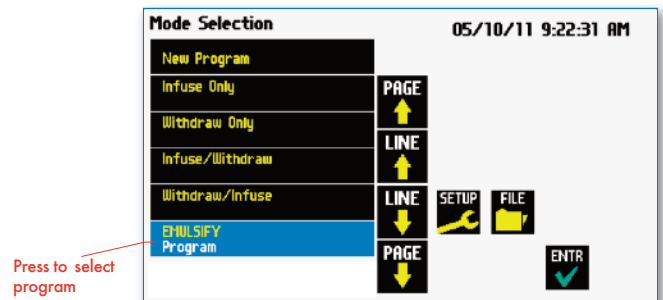 Mode Selection
05/10/11 9:22:31 AM
New Program
Infuse Only
Withdraw Only
Infuse/Withdraw
Withdraw/Infuse
EMULSIFY
Program
PAGE
LINE
LINE
PAGE
SETUP
FILE
ENTR
Press to select
program